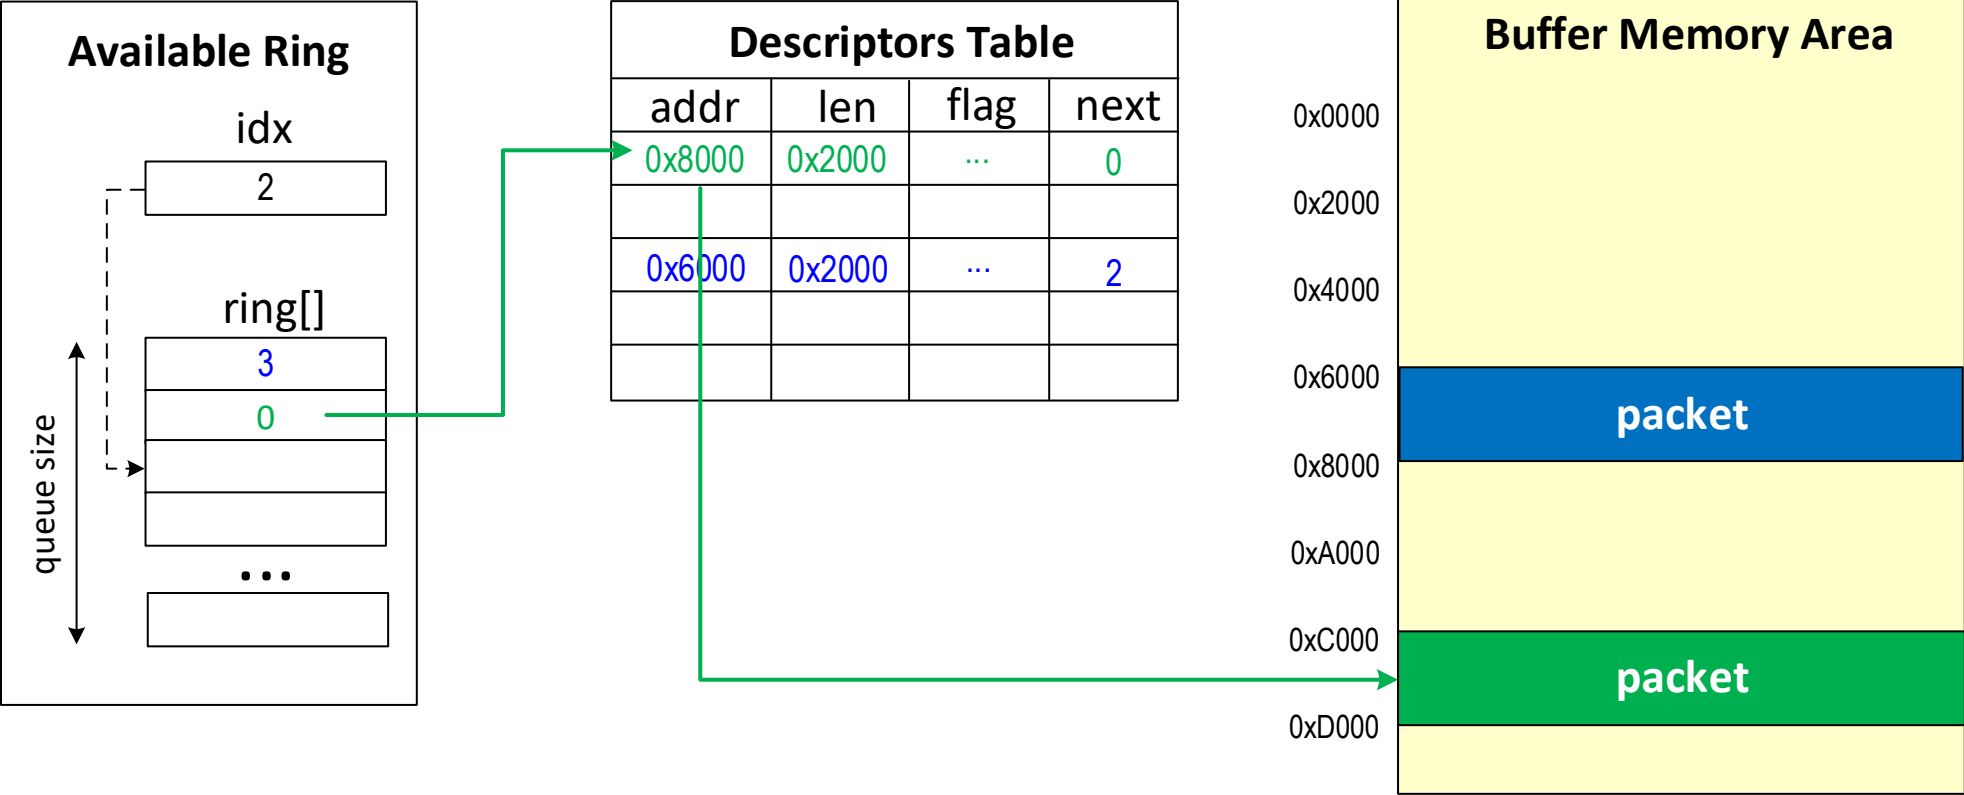 Available Ring
idx
2
ring[]
3
0
...
queue size
Descriptors Table
addr len flag next
0x8000 0x2000 ... 0
0x6000 0x2000 ... 2
Buffer Memory Area
0x0000
0x2000
0x4000
0x6000
packet
0x8000
0xA000
0xC000
packet
0xD000